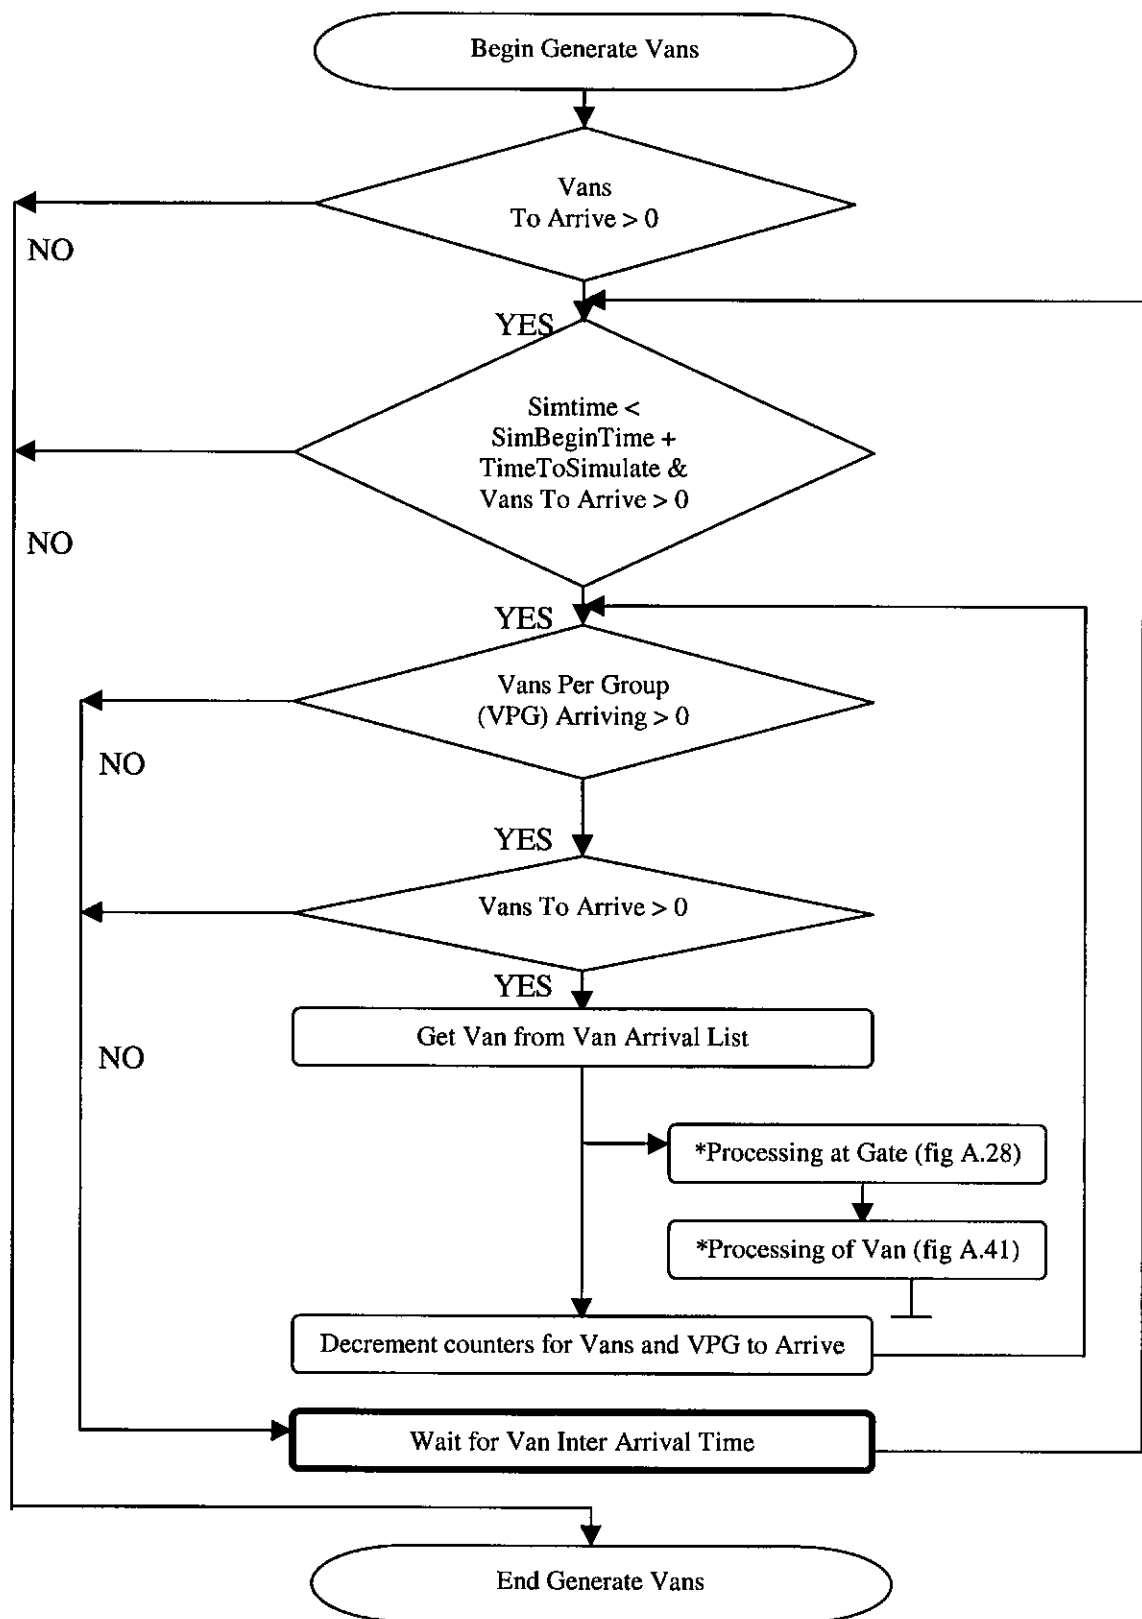 Begin Generate Vans
Vans
To Arrive > 0
NO
YES
Simtime <
SimBeginTime +
TimeToSimulate &
Vans To Arrive > 0
NO
YES
Vans Per Group
(VPG) Arriving > 0
NO
YES
Vans To Arrive > 0
YES
Get Van from Van Arrival List
NO
*Processing at Gate (fig A.28)
*Processing of Van (fig A.41)
Decrement counters for Vans and VPG to Arrive
Wait for Van Inter Arrival Time
End Generate Vans